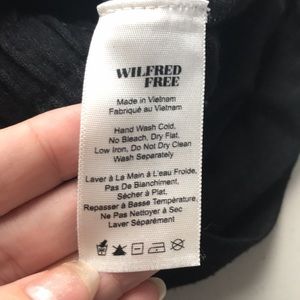 WILFRED
FREE
Made in Vietnam
Fabriqué au Vietnam
Hand Wash Cold,
No Bleach, Dry Flat,
Low Iron, Do Not Dry Clean
Wash Separately
Laver à La Main à L'eau Froide,
Pas De Blanchiment,
Sécher à Plat,
Repasser à Basse Température,
Ne Pas Nettoyer à Sec
Laver Séparément